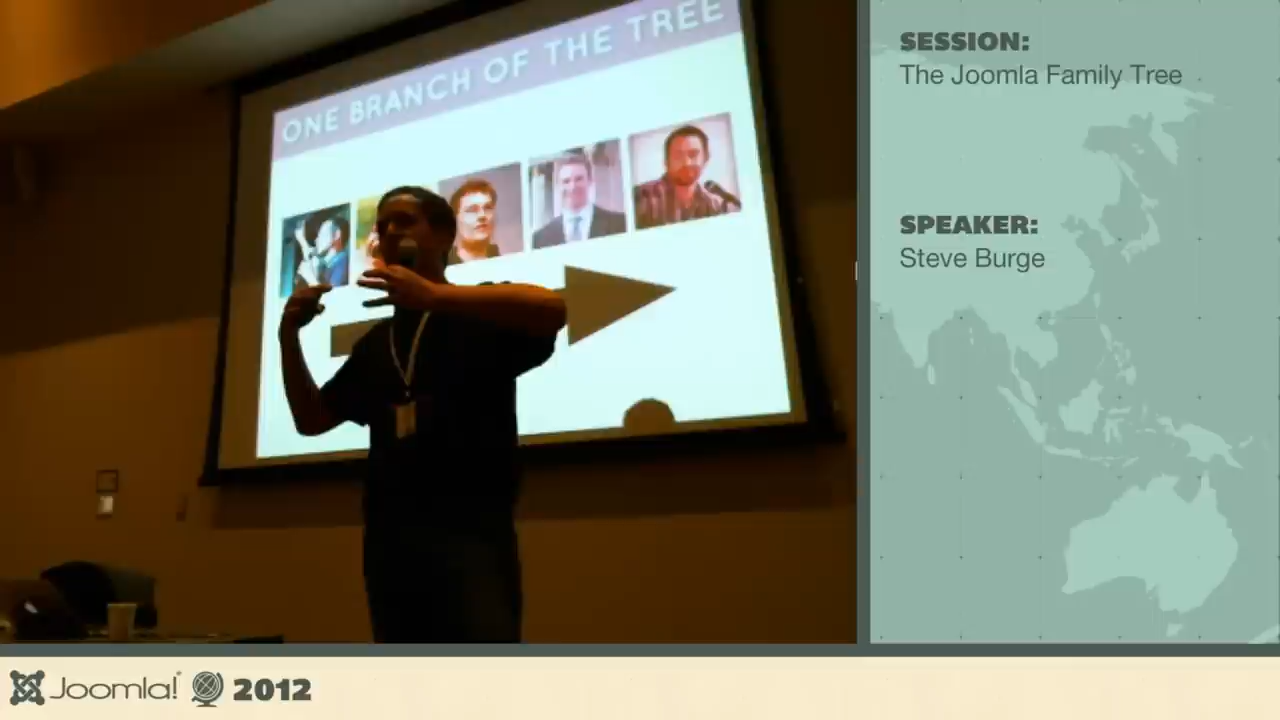 ONE BRANCH OF THE TREE
SESSION:
The Joomla Family Tree
SPEAKER:
Steve Burge
Joomla! 2012